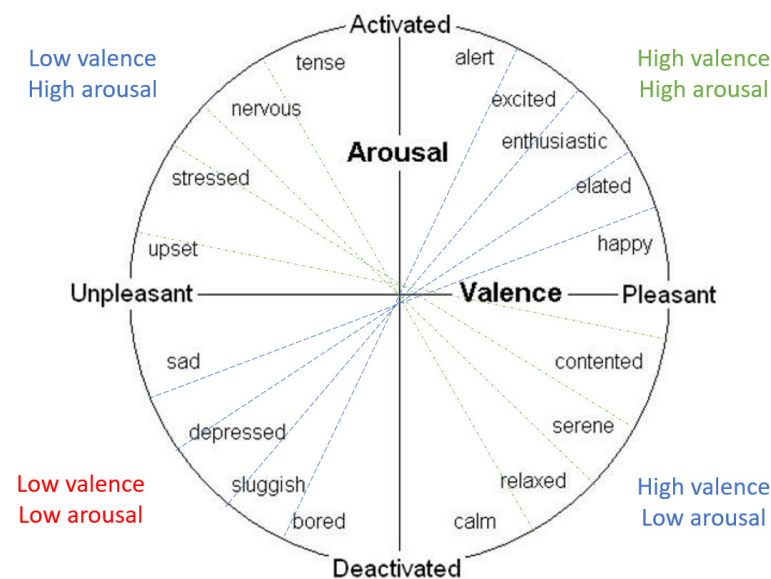 Activated
Low valence
High arousal
tense
alert
High valence
High arousal
nervous
excited
enthusiastic
Arousal
stressed
elated
upset
happy
Unpleasant
Valence
Pleasant
sad
contented
depressed
serene
Low valence
Low arousal
sluggish
relaxed
High valence
Low arousal
bored
calm
Deactivated